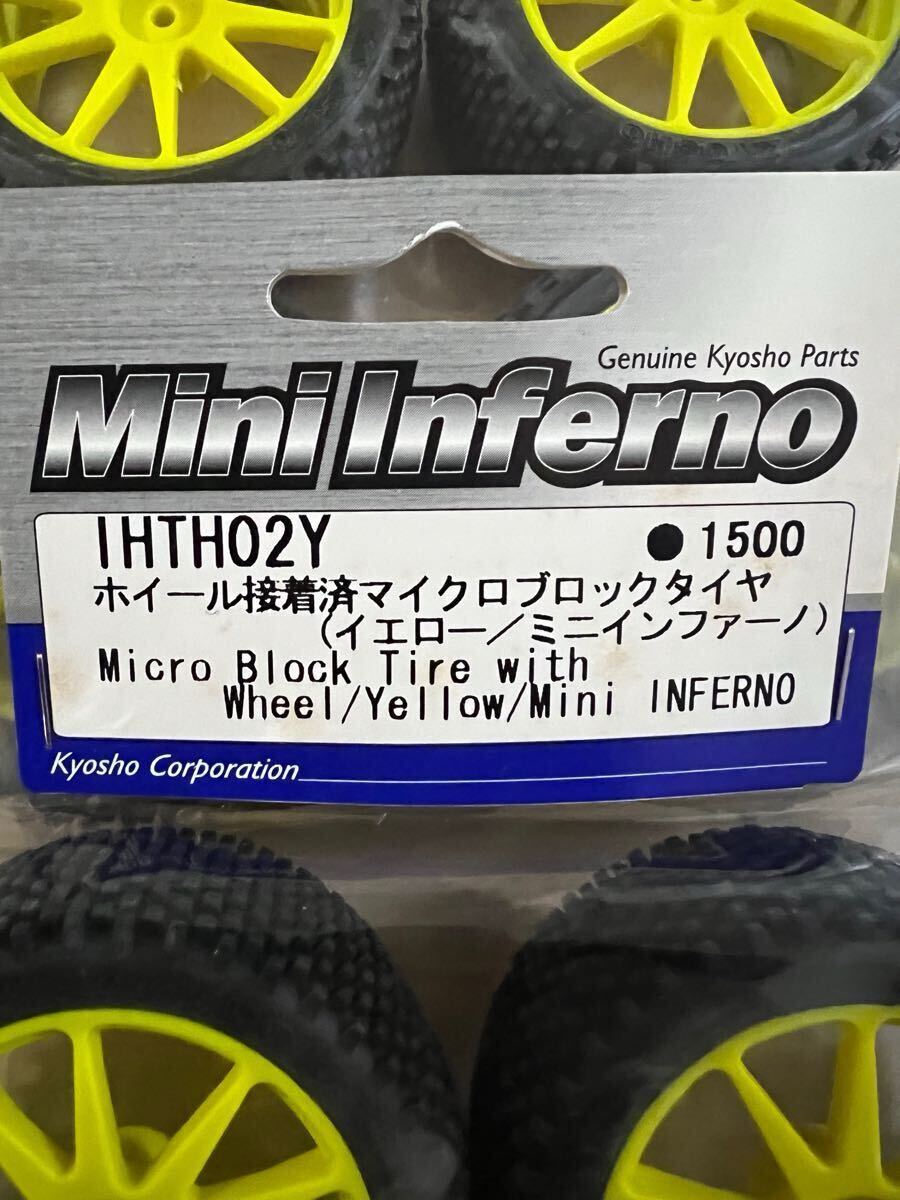 Genuine Kyosho Parts
Mini Inferno
IHTH02Y ●1500
ホイール接着済マイクロブロックタイヤ
(イエロー／ミニインファーノ)
Micro Block Tire with
Wheel/Yellow/Mini INFERNO
Kyosho Corporation